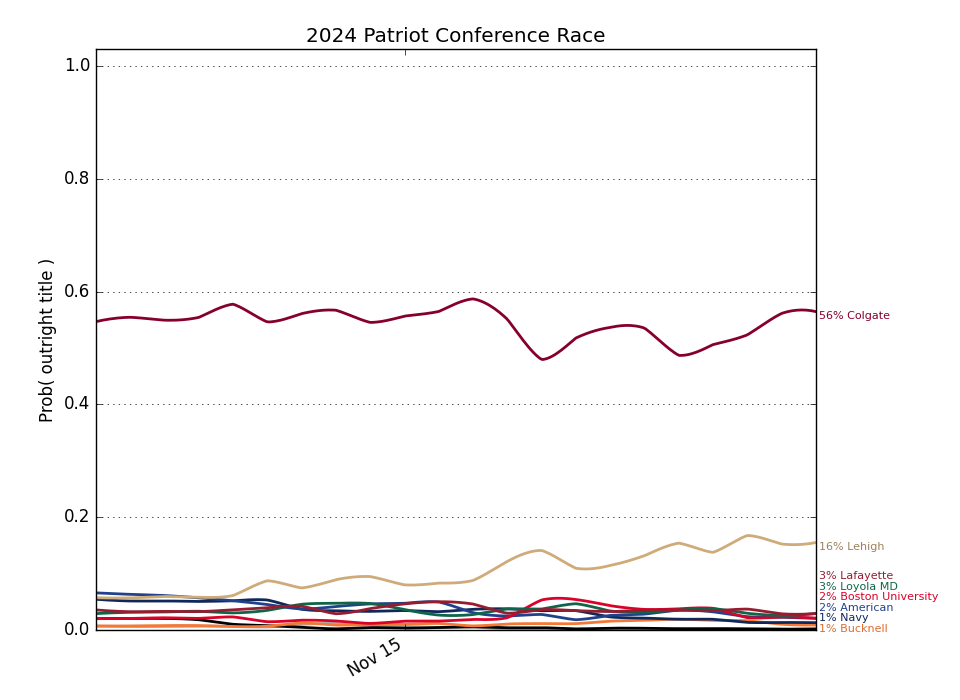 2024 Patriot Conference Race
Prob( outright title )
1.0
0.8
0.6
0.4
0.2
0.0
Nov 15
56% Colgate
16% Lehigh
3% Lafayette
3% Loyola MD
2% Boston University
2% American
1% Navy
1% Bucknell